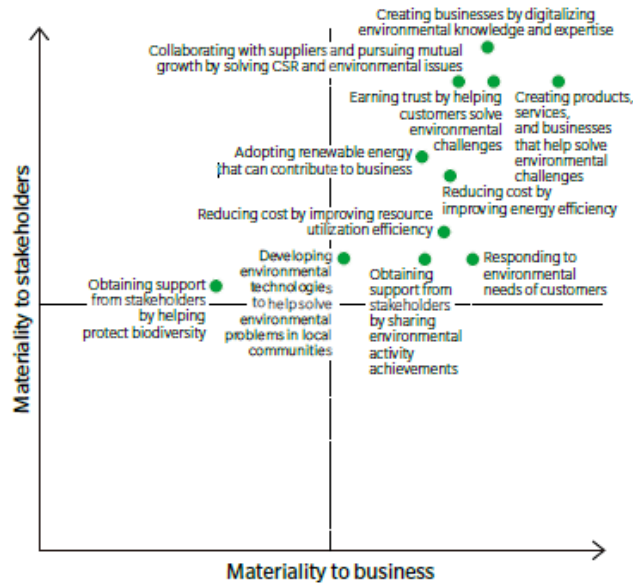 Creating businesses by digitalizing
environmental knowledge and expertise
Collaborating with suppliers and pursuing mutual
growth by solving CSR and environmental issues
Earning trust by helping
customers solve
environmental
challenges
Creating products,
services,
and businesses
that help solve
environmental
challenges
Adopting renewable energy
that can contribute to business
Reducing cost by
improving energy efficiency
Reducing cost by improving resource
utilization efficiency
Developing
environmental
technologies
to help solve
environmental
problems in local
communities
Obtaining
support from
stakeholders
by sharing
environmental
activity
achievements
Responding to
environmental
needs of customers
Obtaining support
from stakeholders
by helping
protect biodiversity
Materiality to stakeholders
Materiality to business